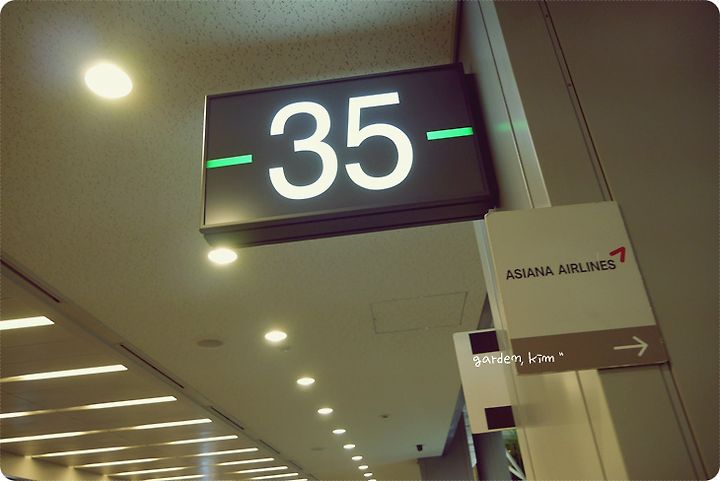 35
ASIANA AIRLINES
garden, kim "